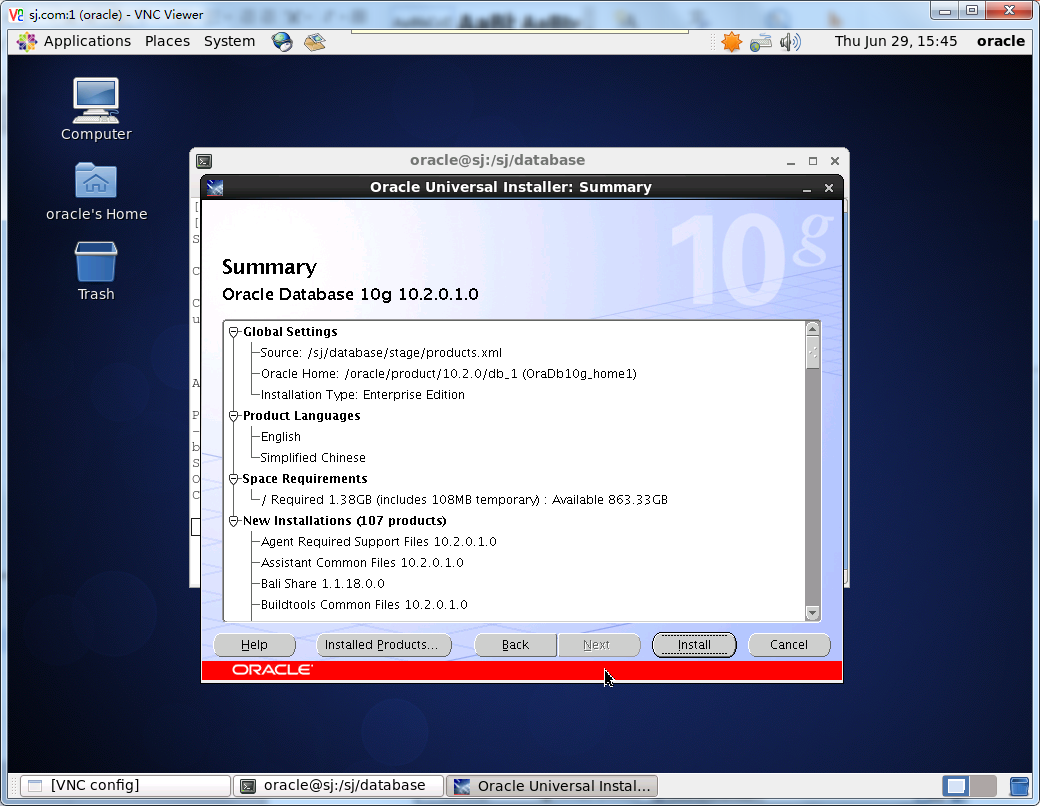 sj.com:1 (oracle) - VNC Viewer
Applications Places System Thu Jun 29, 15:45 oracle
Computer
oracle's Home
Trash
oracle@sj:/sj/database
Oracle Universal Installer: Summary
10g
Summary
Oracle Database 10g 10.2.0.1.0
Global Settings
Source: /sj/database/stage/products.xml
Oracle Home: /oracle/product/10.2.0/db_1 (OraDb10g_home1)
Installation Type: Enterprise Edition
Product Languages
English
Simplified Chinese
Space Requirements
/ Required 1.38GB (includes 108MB temporary) : Available 863.33GB
New Installations (107 products)
Agent Required Support Files 10.2.0.1.0
Assistant Common Files 10.2.0.1.0
Bali Share 1.1.18.0.0
Buildtools Common Files 10.2.0.1.0
Help Installed Products... Back Next Install Cancel
ORACLE
[VNC config] oracle@sj:/sj/database Oracle Universal Instal...